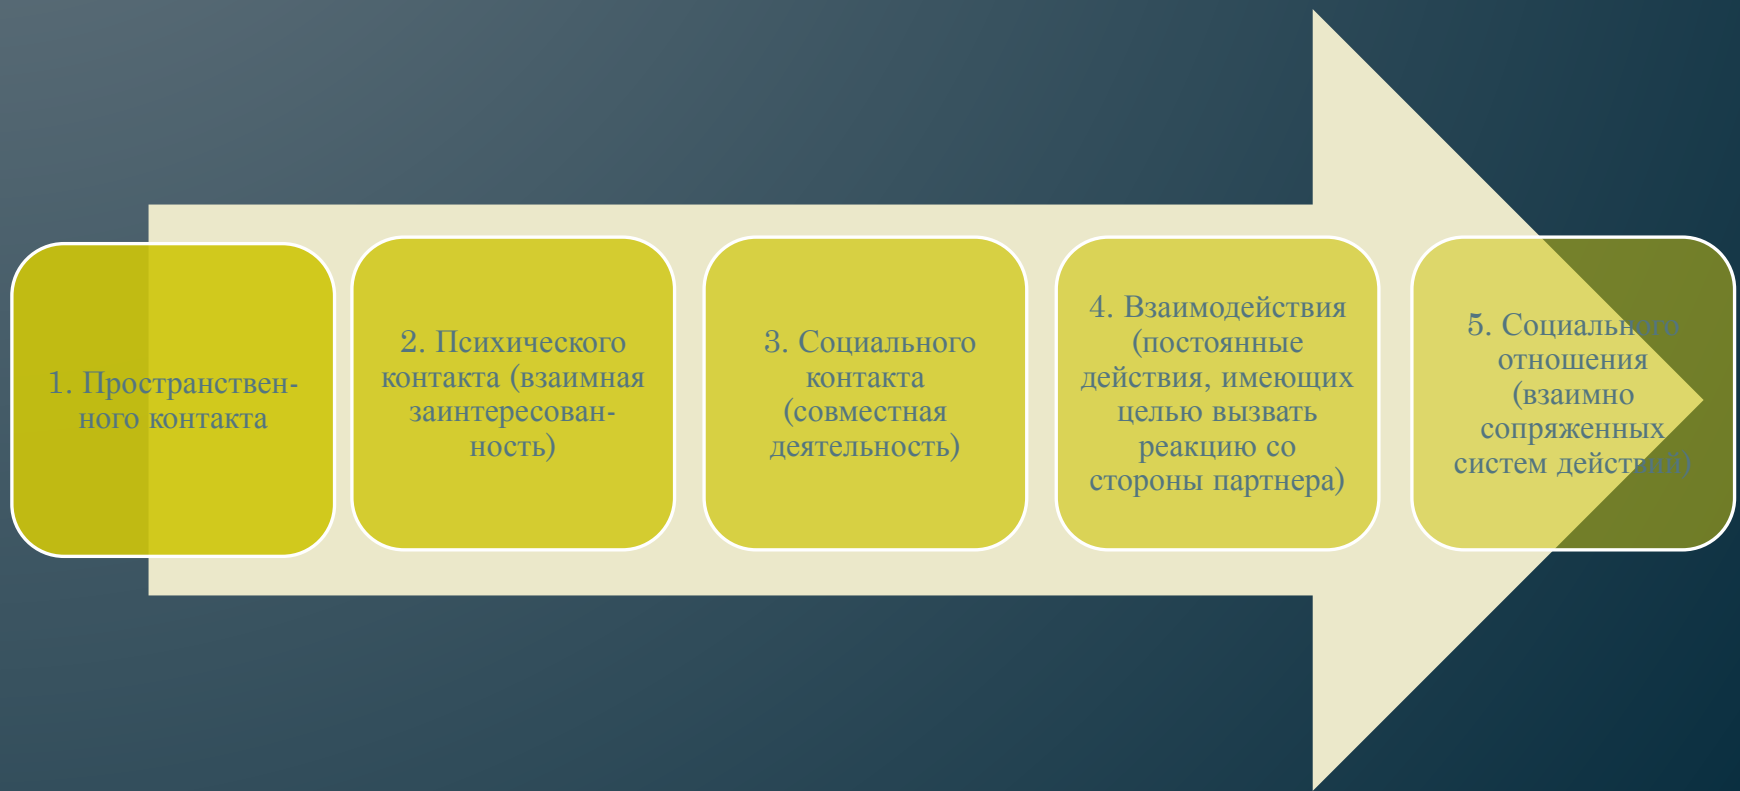 1. Пространствен-
ного контакта
2. Психического
контакта (взаимная
заинтересован-
ность)
3. Социального
контакта
(совместная
деятельность)
4. Взаимодействия
(постоянные
действия, имеющих
целью вызвать
реакцию со
стороны партнера)
5. Социального
отношения
(взаимно
сопряженных
систем действий)